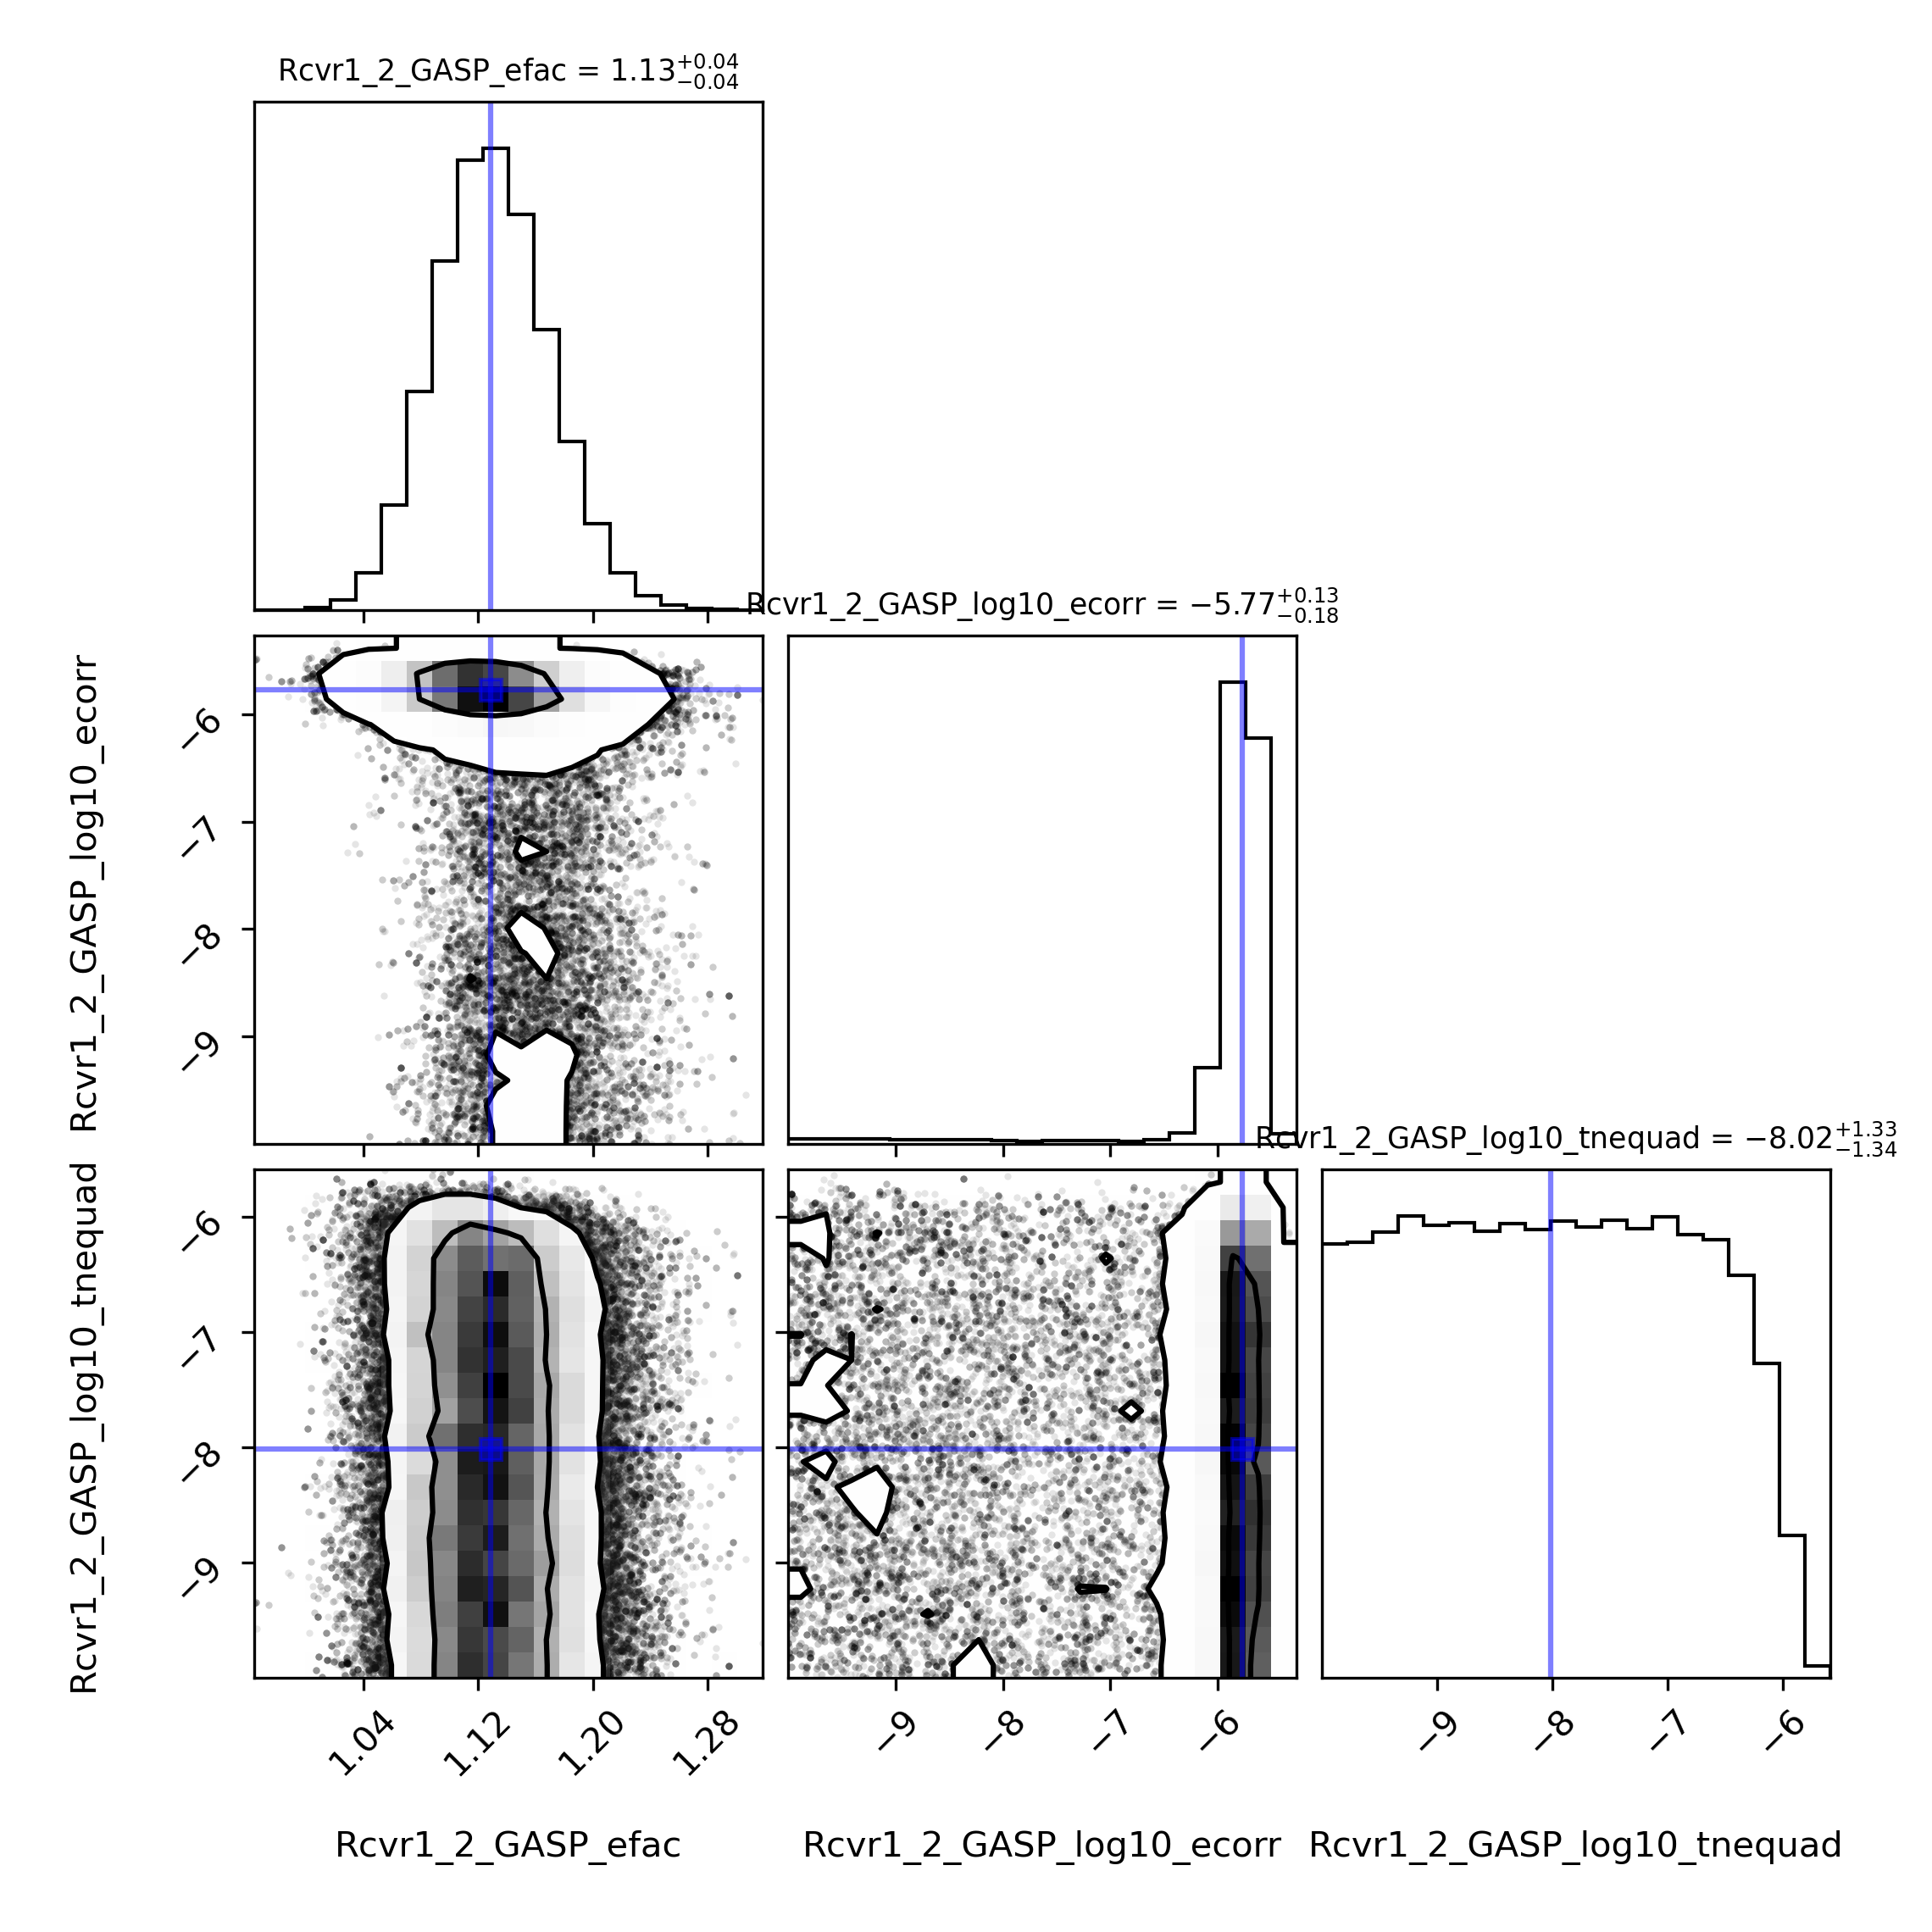 Rcvr1_2_GASP_efac = 1.13+0.04
−0.04
Rcvr1_2_GASP_log10_ecorr = −5.77+0.13
−0.18
Rcvr1_2_GASP_log10_ecorr
−6
−7
−8
−9
Rcvr1_2_GASP_log10_tnequad = −8.02+1.33
−1.34
Rcvr1_2_GASP_log10_tnequad
−6
−7
−8
−9
1.04 1.12 1.20 1.28
−9 −8 −7 −6
−9 −8 −7 −6
Rcvr1_2_GASP_efac
Rcvr1_2_GASP_log10_ecorr
Rcvr1_2_GASP_log10_tnequad